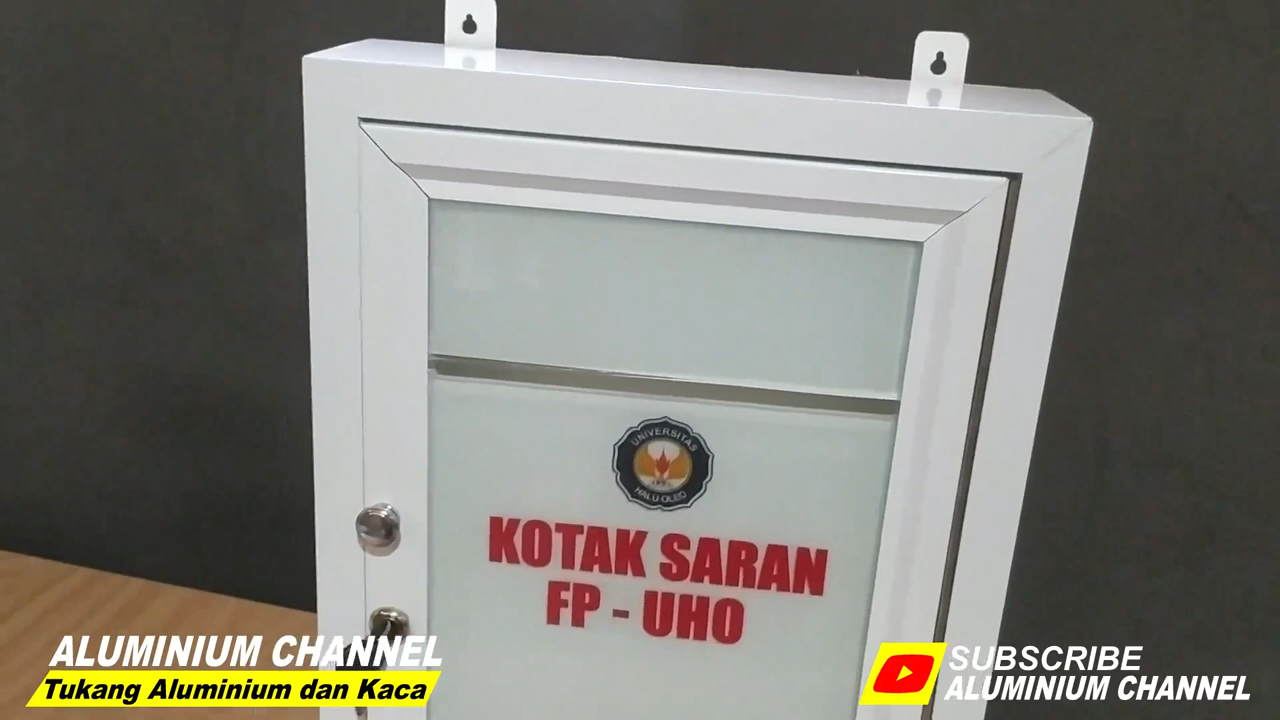 UNIVERSITAS
HALU OLEO
KOTAK SARAN
FP - UHO
ALUMINIUM CHANNEL
Tukang Aluminium dan Kaca
SUBSCRIBE
ALUMINIUM CHANNEL